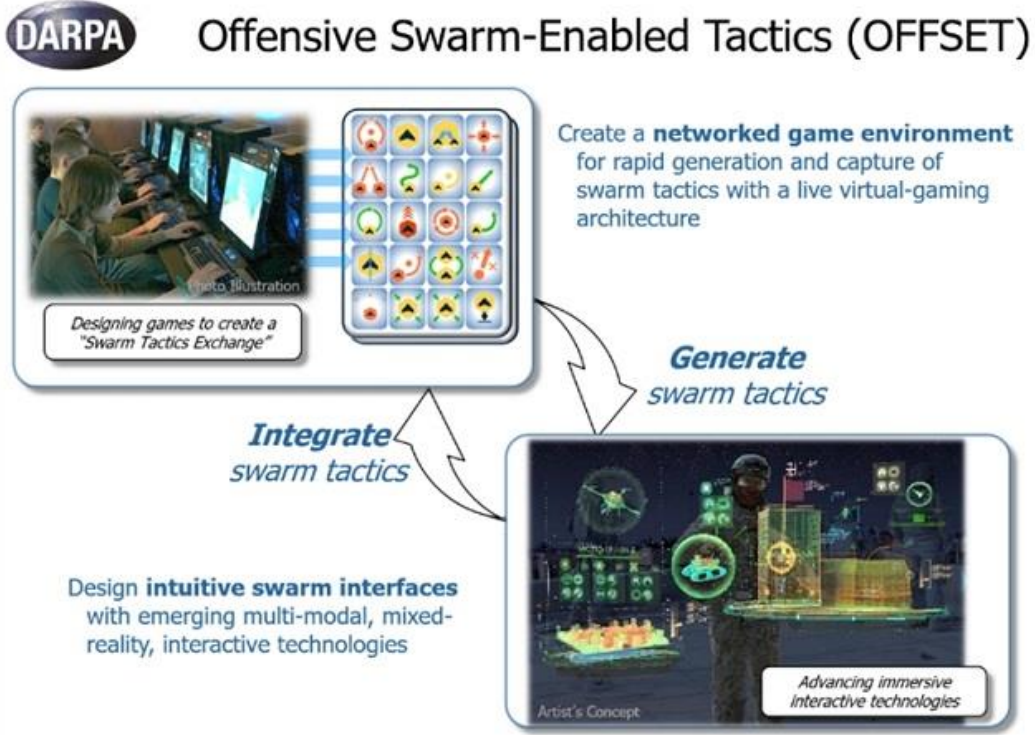 DARPA
Offensive Swarm-Enabled Tactics (OFFSET)
Create a networked game environment
for rapid generation and capture of
swarm tactics with a live virtual-gaming
architecture
Photo Illustration
Designing games to create a
"Swarm Tactics Exchange"
Generate
swarm tactics
Integrate
swarm tactics
Design intuitive swarm interfaces
with emerging multi-modal, mixed-
reality, interactive technologies
Advancing immersive
interactive technologies
Artist's Concept